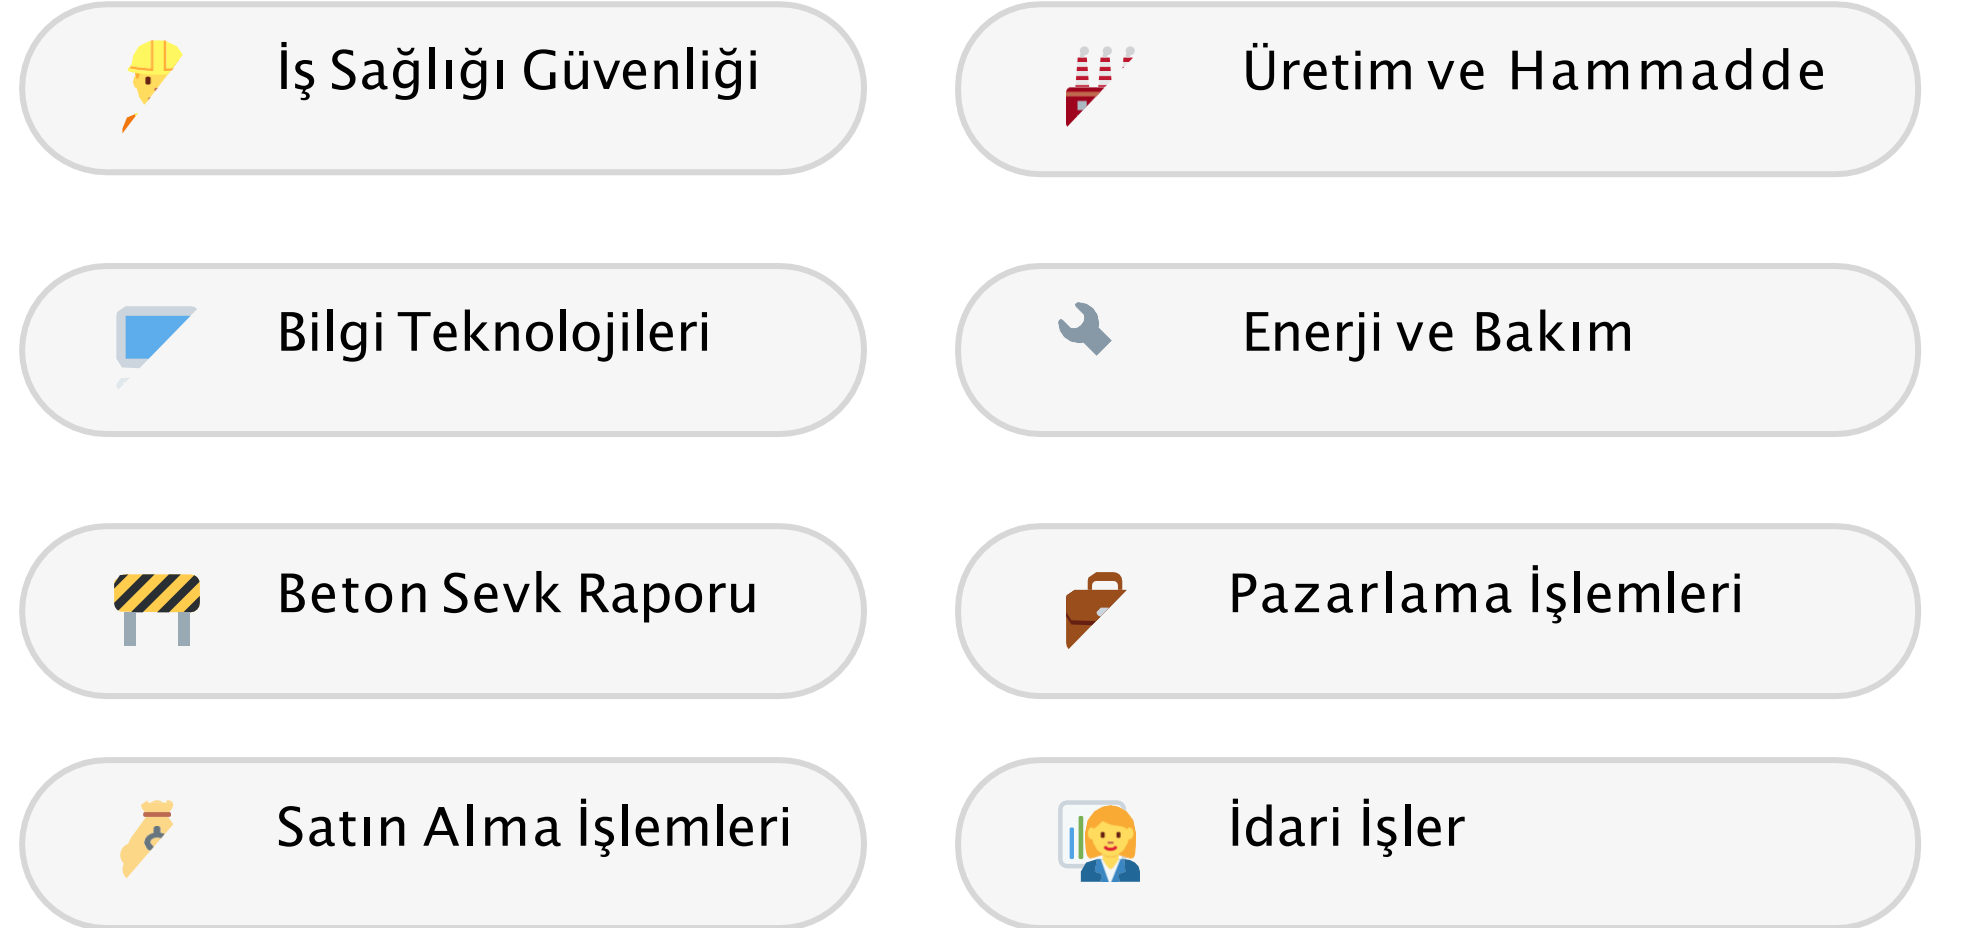 İş Sağlığı Güvenliği
Üretim ve Hammadde
Bilgi Teknolojileri
Enerji ve Bakım
Beton Sevk Raporu
Pazarlama İşlemleri
Satın Alma İşlemleri
İdari İşler